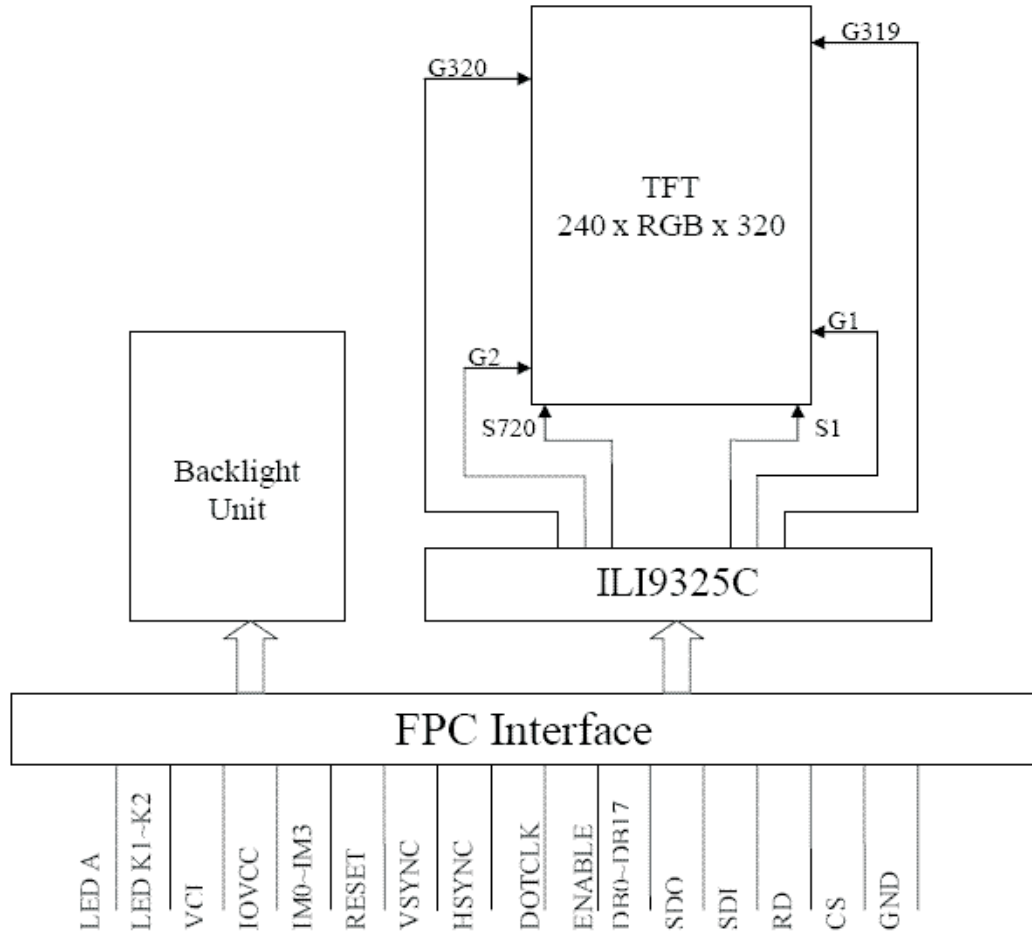 G319
G320
TFT
240 x RGB x 320
G1
G2
S720
S1
Backlight
Unit
ILI9325C
FPC Interface
LED A
LED K1~K2
VCI
IOVCC
IM0~IM3
RESET
VSYNC
HSYNC
DOTCLK
ENABLE
DB0~DB17
SDO
SDI
RD
CS
GND